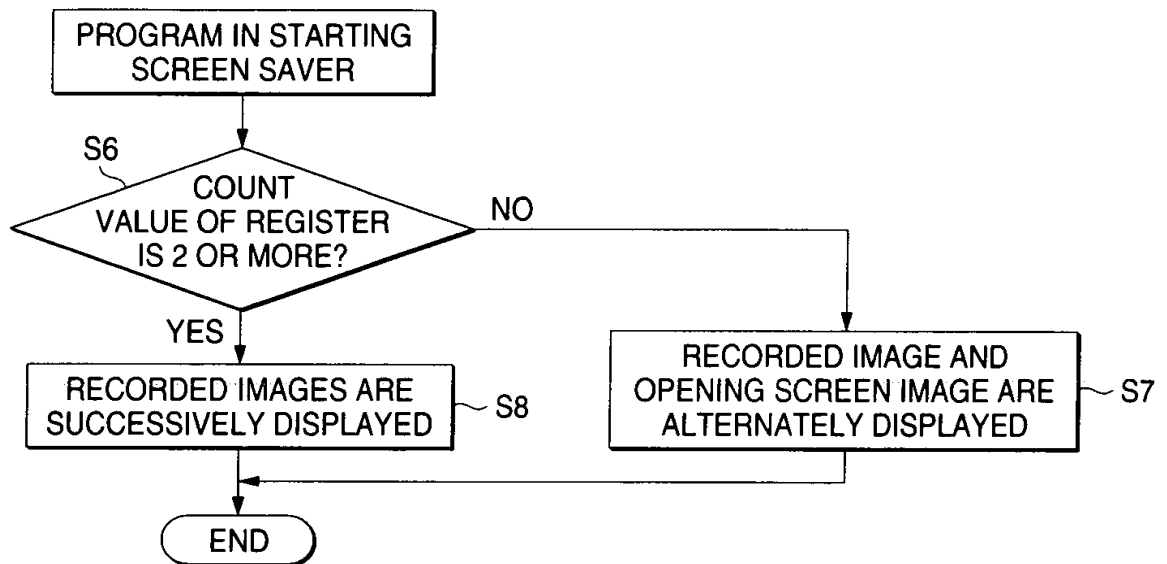 PROGRAM IN STARTING
SCREEN SAVER
S6
COUNT
VALUE OF REGISTER
IS 2 OR MORE?
NO
YES
RECORDED IMAGES ARE
SUCCESSIVELY DISPLAYED
S8
RECORDED IMAGE AND
OPENING SCREEN IMAGE ARE
ALTERNATELY DISPLAYED
S7
END